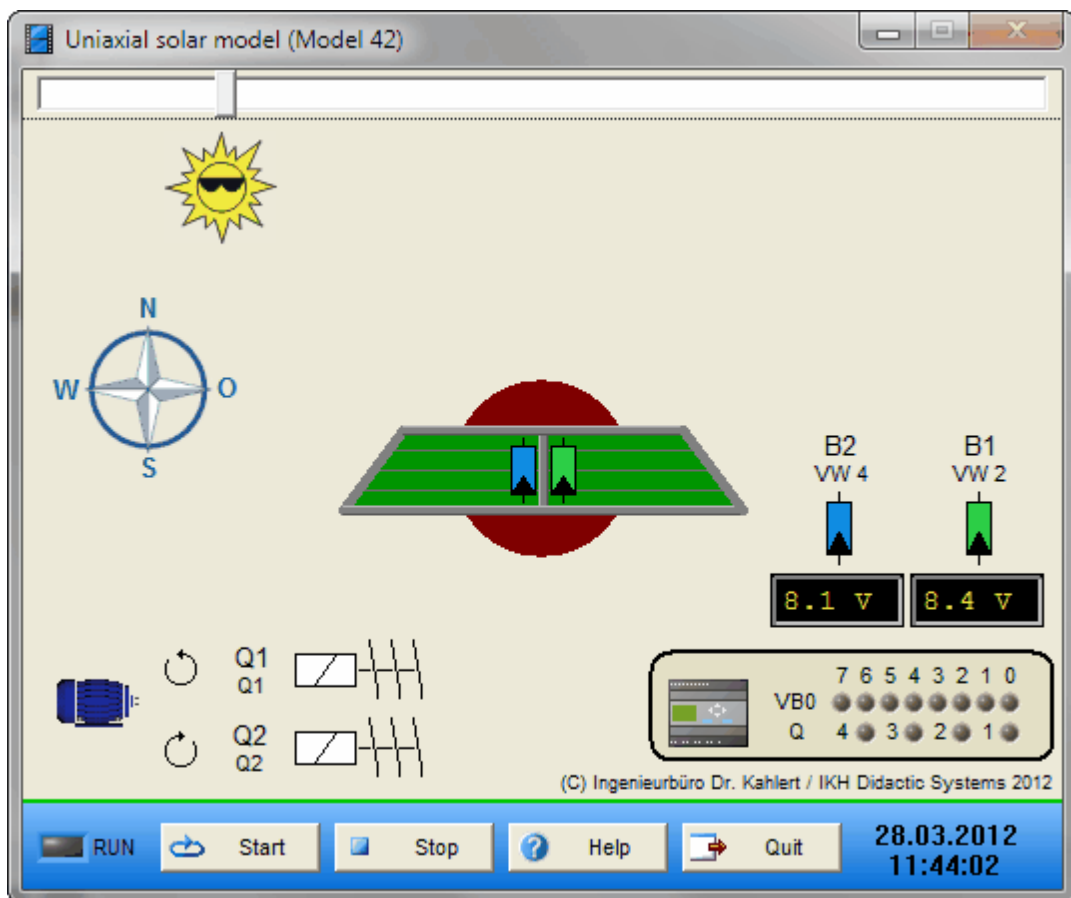 Uniaxial solar model (Model 42)
N
W O
S
B2 B1
VW 4 VW 2
8.1 V 8.4 V
Q1
Q1
Q2
Q2
7 6 5 4 3 2 1 0
VB0
Q 4 3 2 1
(C) Ingenieurbüro Dr. Kahlert / IKH Didactic Systems 2012
RUN Start Stop Help Quit
28.03.2012
11:44:02